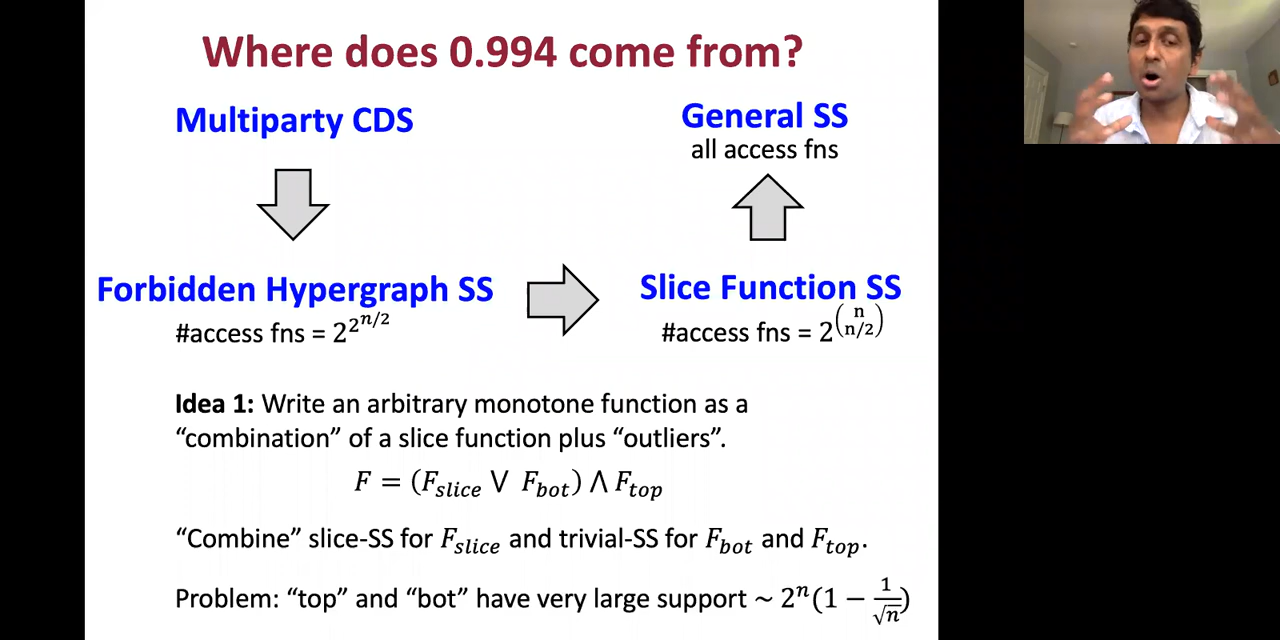 Where does 0.994 come from?
Multiparty CDS
General SS
all access fns
Forbidden Hypergraph SS
#access fns = 2^{2^{n/2}}
Slice Function SS
#access fns = 2^{\binom{n}{n/2}}
Idea 1: Write an arbitrary monotone function as a
“combination” of a slice function plus “outliers”.
F = (F_{slice} ∨ F_{bot}) ∧ F_{top}
“Combine” slice-SS for F_{slice} and trivial-SS for F_{bot} and F_{top}.
Problem: “top” and “bot” have very large support ~ 2^n(1 − \frac{1}{\sqrt{n}})